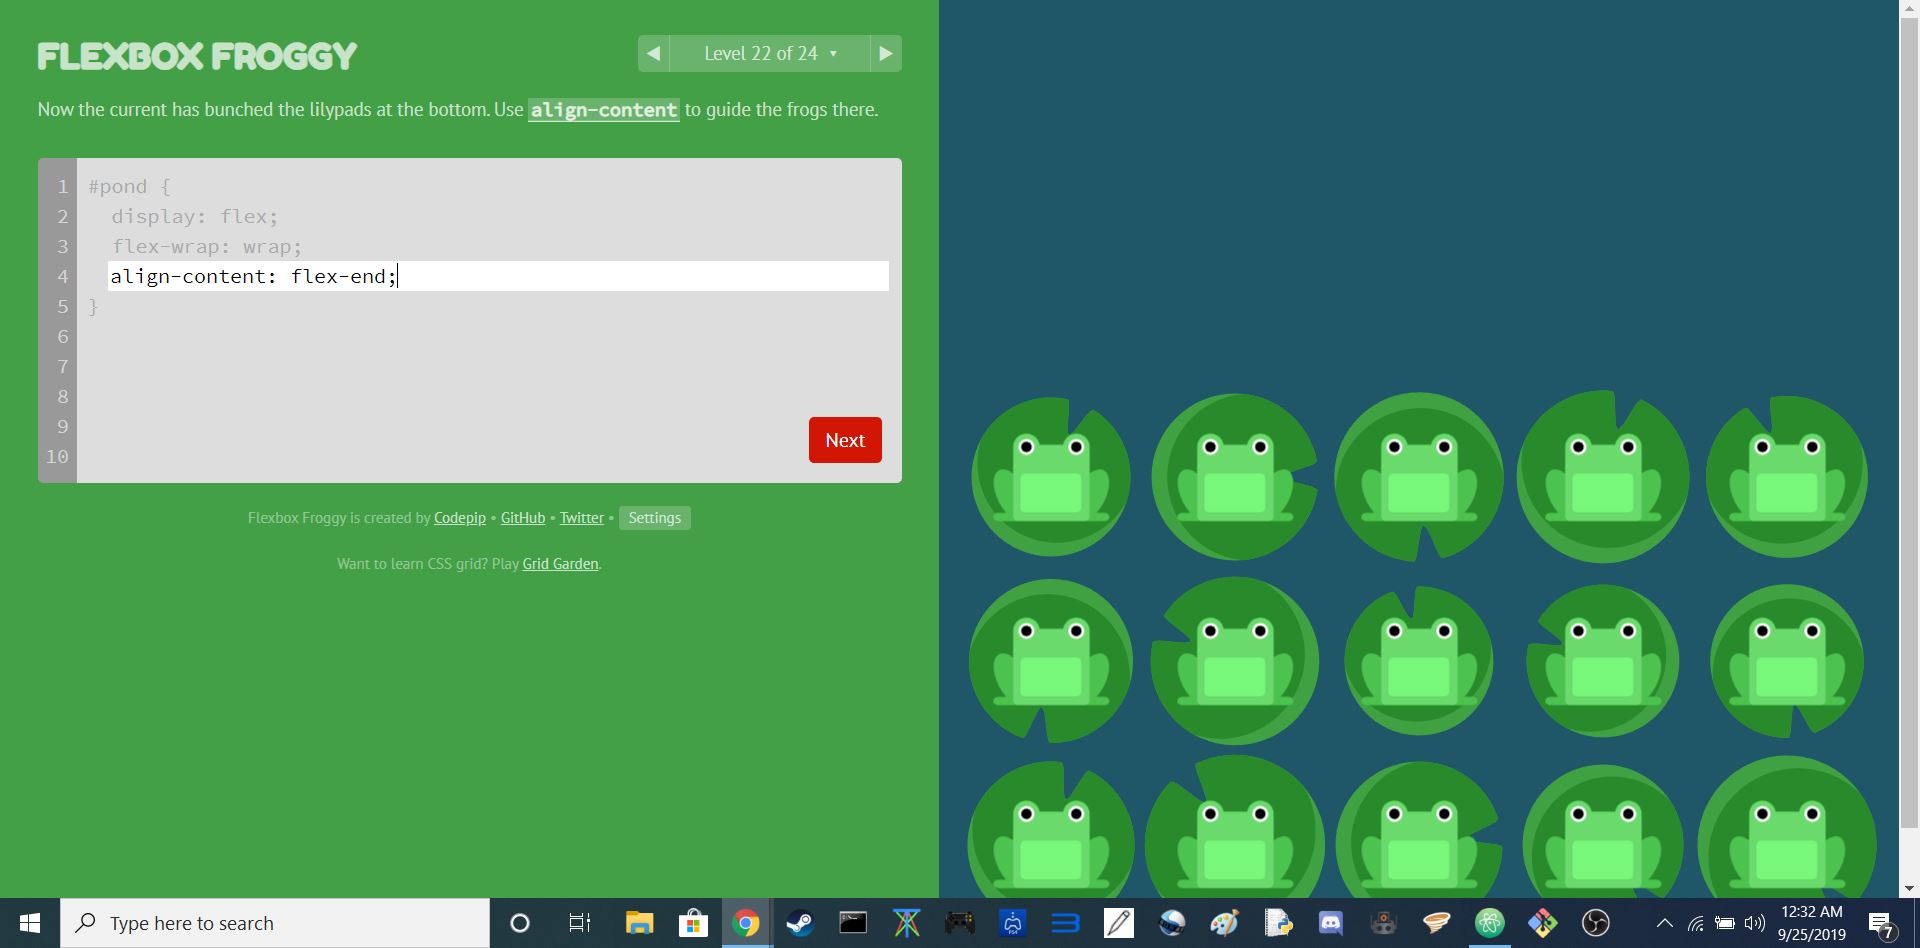 FLEXBOX FROGGY
◀ Level 22 of 24 ▼ ▶
Now the current has bunched the lilypads at the bottom. Use align-content to guide the frogs there.
1 #pond {
2 display: flex;
3 flex-wrap: wrap;
4 align-content: flex-end;
5 }
6
7
8
9
10
Next
Flexbox Froggy is created by Codepip • GitHub • Twitter • Settings
Want to learn CSS grid? Play Grid Garden.
Type here to search
12:32 AM
9/25/2019
7